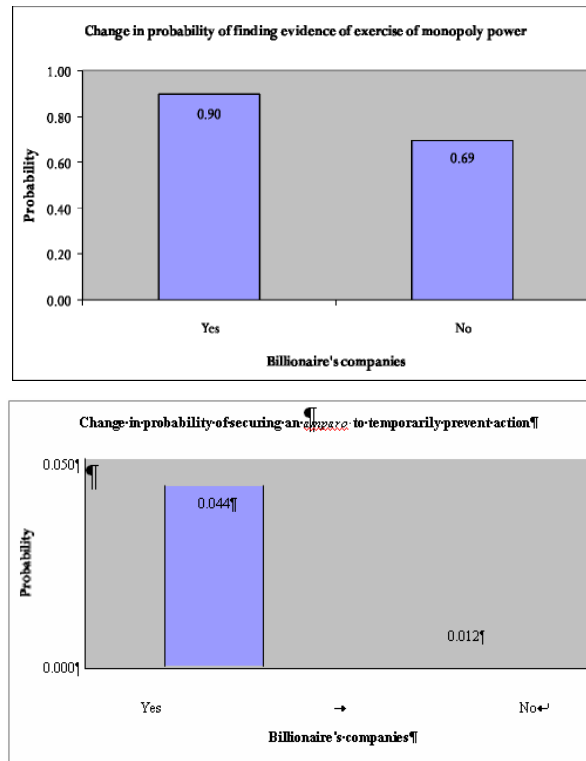 Change in probability of finding evidence of exercise of monopoly power
1.00
0.80
0.60
0.40
0.20
0.00
Probability
0.90
0.69
Yes No
Billionaire's companies
Change·in·probability·of·securing·an·amparo·to·temporarily·prevent·action¶
¶
0.050¶
¶
0.000¶
Probability
0.044¶
0.012¶
Yes → No↵
Billionaire's·companies¶